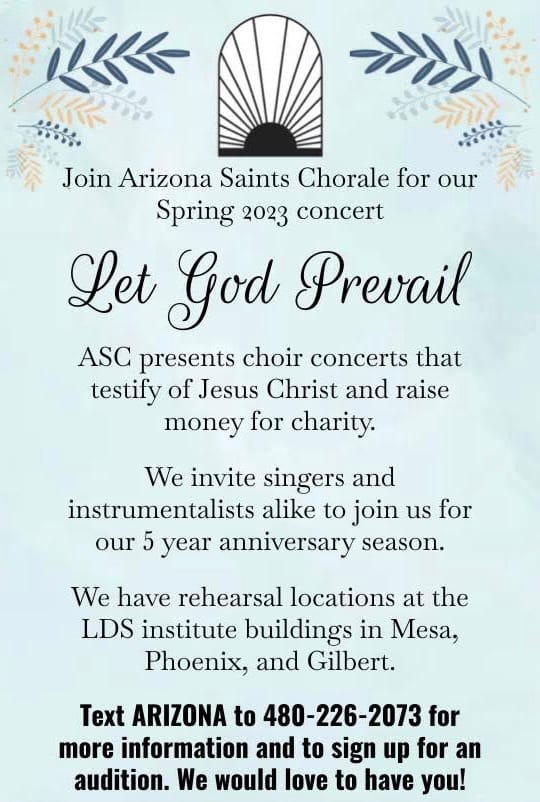 Join Arizona Saints Chorale for our
Spring 2023 concert
Let God Prevail
ASC presents choir concerts that
testify of Jesus Christ and raise
money for charity.
We invite singers and
instrumentalists alike to join us for
our 5 year anniversary season.
We have rehearsal locations at the
LDS institute buildings in Mesa,
Phoenix, and Gilbert.
Text ARIZONA to 480-226-2073 for
more information and to sign up for an
audition. We would love to have you!